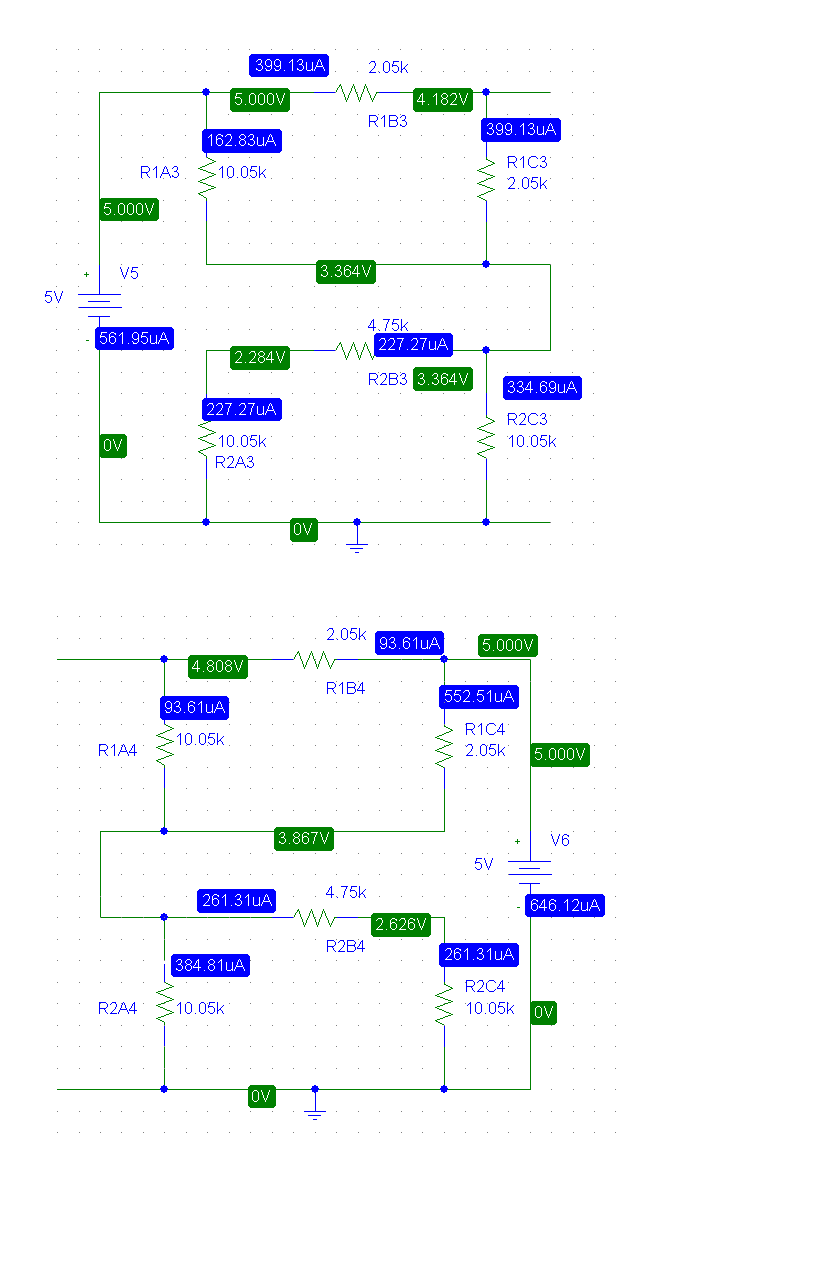 399.13uA
2.05k
5.000V
4.182V
R1B3
399.13uA
162.83uA
R1A3
10.05k
R1C3
2.05k
5.000V
3.364V
+
V5
5V
-
561.95uA
4.75k
227.27uA
2.284V
R2B3
3.364V
334.69uA
227.27uA
10.05k
R2A3
R2C3
10.05k
0V
0V
2.05k
93.61uA
5.000V
4.808V
R1B4
93.61uA
552.51uA
R1A4
10.05k
R1C4
2.05k
5.000V
3.867V
+
V6
5V
-
646.12uA
261.31uA
4.75k
2.626V
R2B4
384.81uA
261.31uA
R2A4
10.05k
R2C4
10.05k
0V
0V